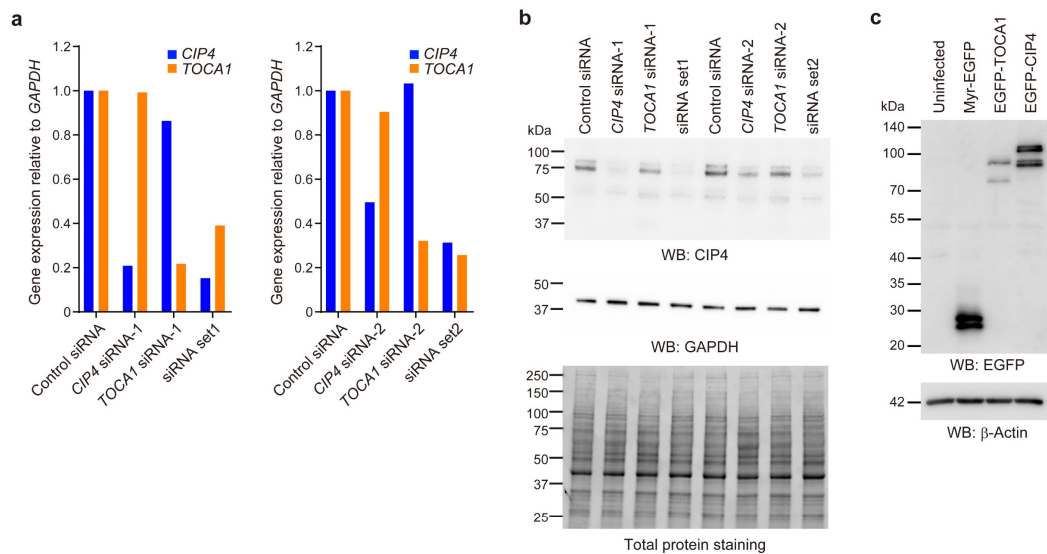 a
Gene expression relative to GAPDH
1.2
1.0
0.8
0.6
0.4
0.2
0
CIP4
TOCA1
Control siRNA
CIP4 siRNA-1
TOCA1 siRNA-1
siRNA set1
Gene expression relative to GAPDH
1.2
1.0
0.8
0.6
0.4
0.2
0
CIP4
TOCA1
Control siRNA
CIP4 siRNA-2
TOCA1 siRNA-2
siRNA set2
b
Control siRNA
CIP4 siRNA-1
TOCA1 siRNA-1
siRNA set1
Control siRNA
CIP4 siRNA-2
TOCA1 siRNA-2
siRNA set2
kDa
100
75
50
37
WB: CIP4
50
37
WB: GAPDH
250
150
100
75
50
37
25
Total protein staining
c
Uninfected
Myr-EGFP
EGFP-TOCA1
EGFP-CIP4
kDa
140
100
70
55
40
35
30
20
WB: EGFP
42
WB: β-Actin